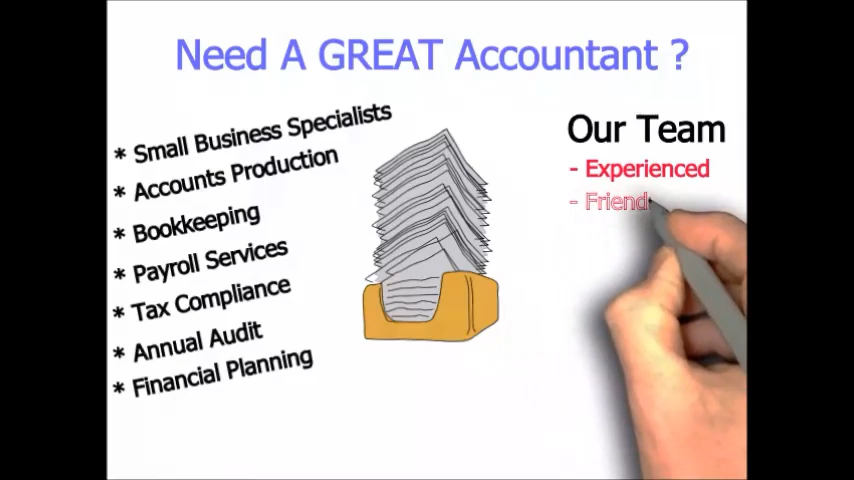 Need A GREAT Accountant ?
* Small Business Specialists
* Accounts Production
* Bookkeeping
* Payroll Services
* Tax Compliance
* Annual Audit
* Financial Planning
Our Team
- Experienced
- Friend